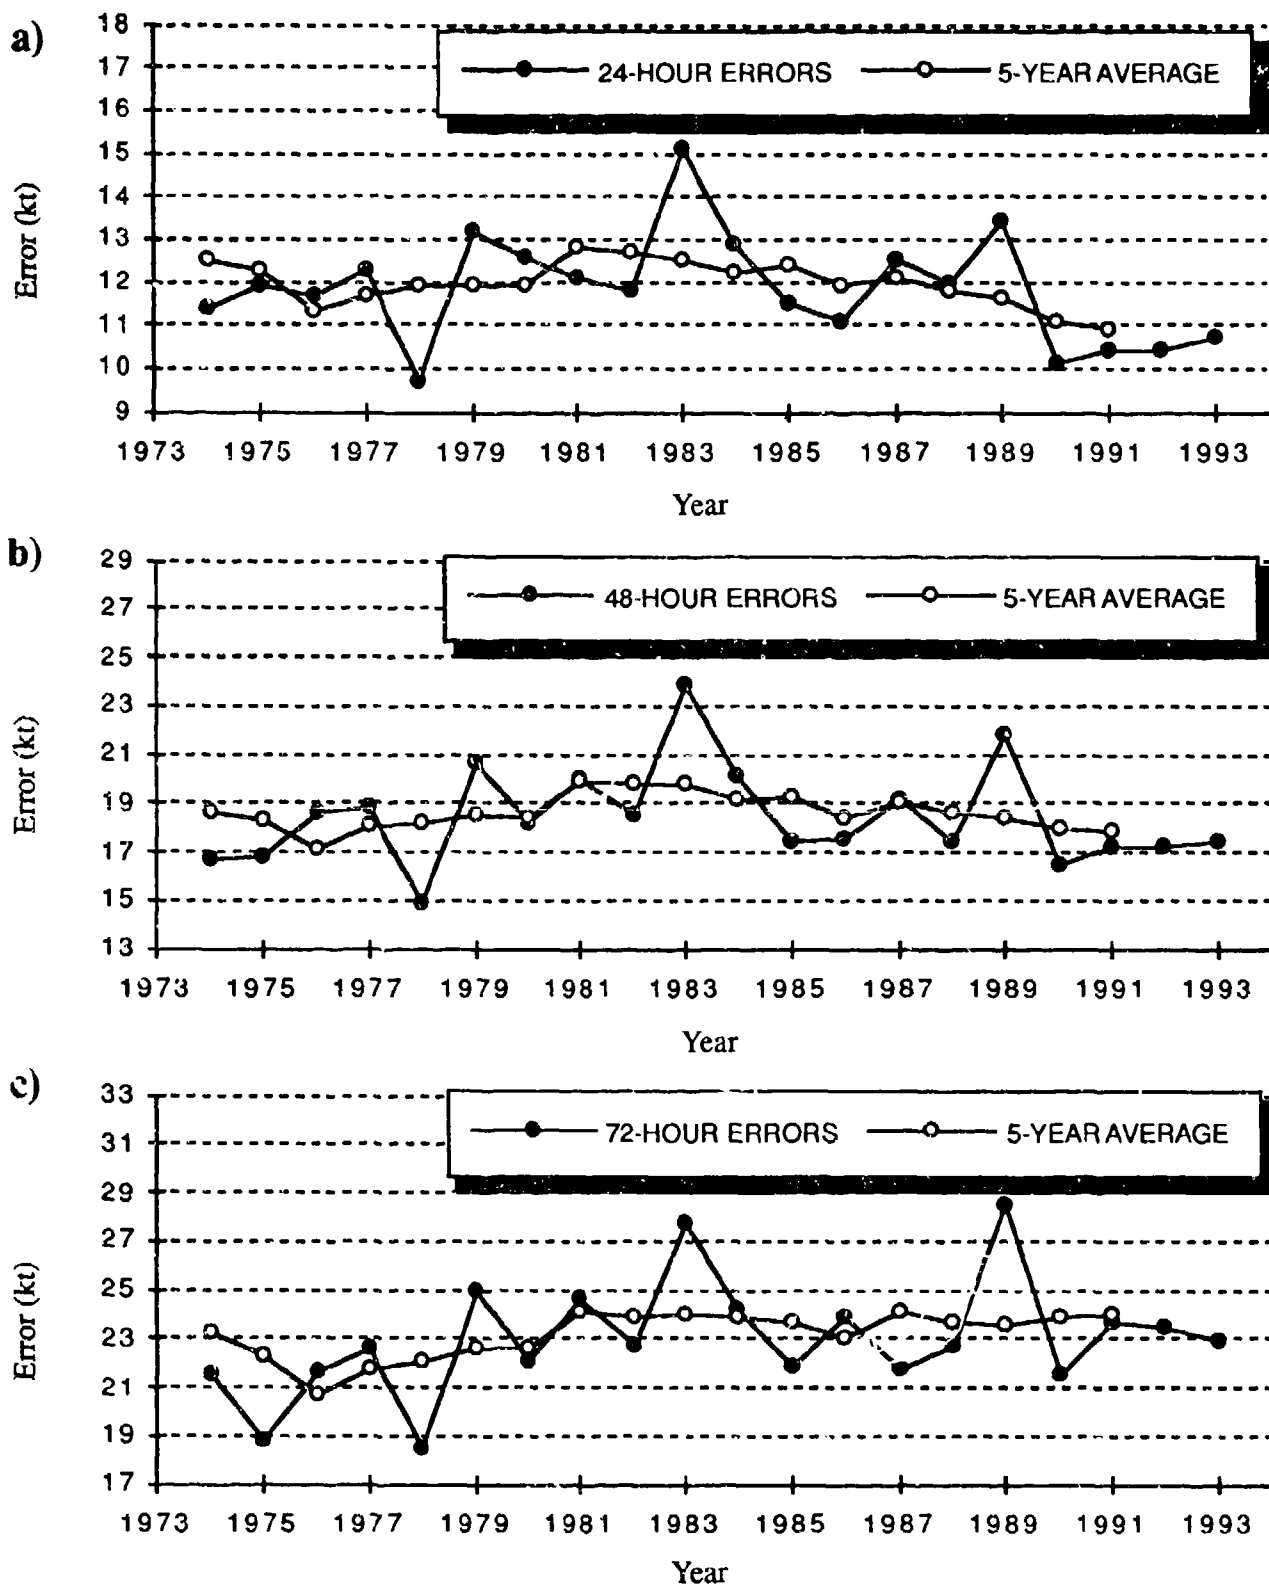 a)
18
17
16
15
14
13
12
11
10
9
Error (kt)
24-HOUR ERRORS 5-YEAR AVERAGE
1973 1975 1977 1979 1981 1983 1985 1987 1989 1991 1993
Year
b)
29
27
25
23
21
19
17
15
13
Error (kt)
48-HOUR ERRORS 5-YEAR AVERAGE
1973 1975 1977 1979 1981 1983 1985 1987 1989 1991 1993
Year
c)
33
31
29
27
25
23
21
19
17
Error (kt)
72-HOUR ERRORS 5-YEAR AVERAGE
1973 1975 1977 1979 1981 1983 1985 1987 1989 1991 1993
Year